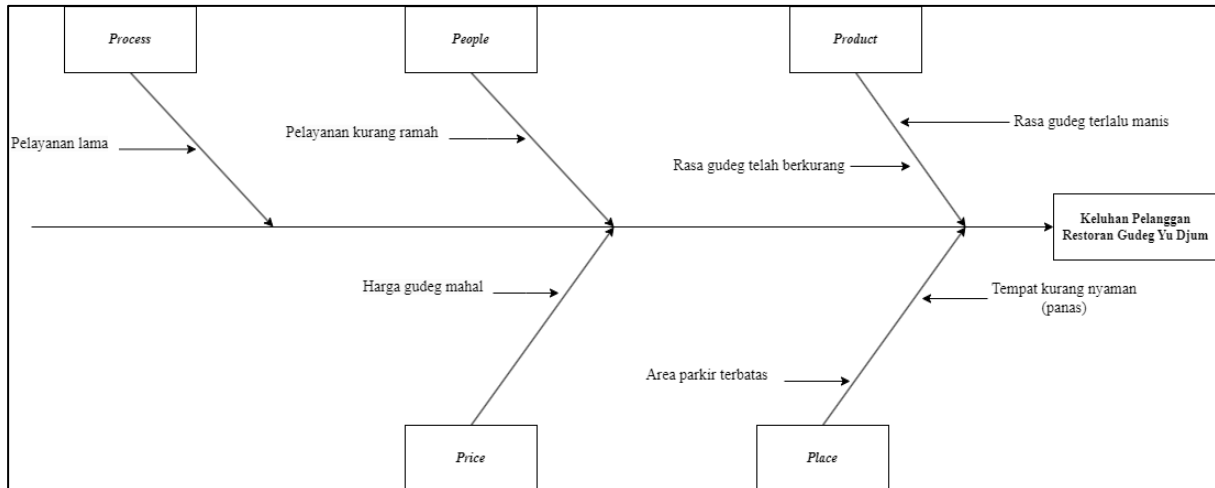 Process
People
Product
Pelayanan lama
Pelayanan kurang ramah
Rasa gudeg terlalu manis
Rasa gudeg telah berkurang
Keluhan Pelanggan
Restoran Gudeg Yu Djum
Harga gudeg mahal
Tempat kurang nyaman
(panas)
Area parkir terbatas
Price
Place